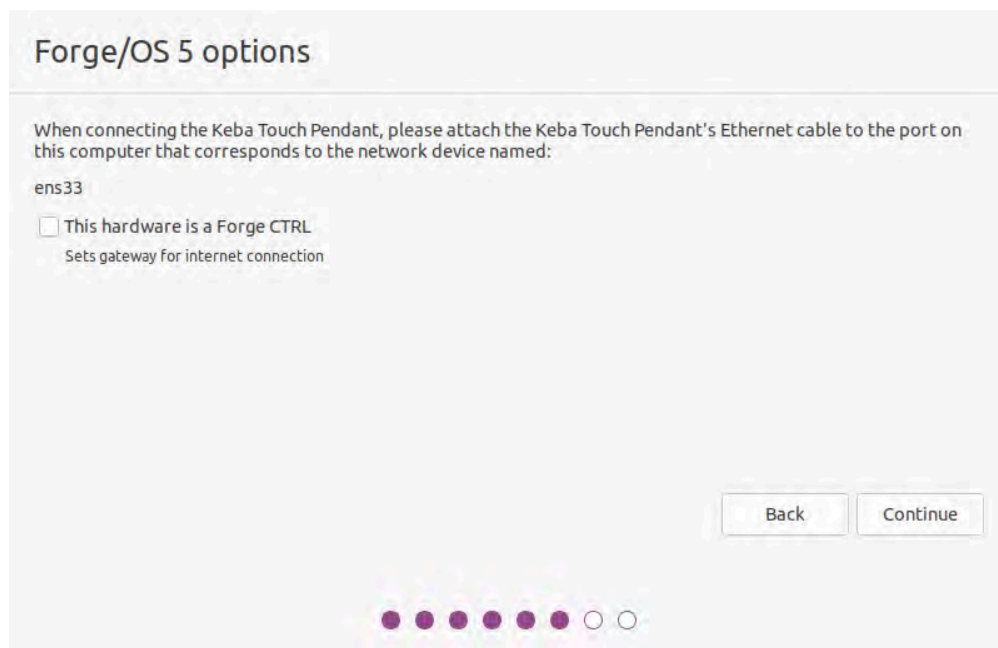 Forge/OS 5 options
When connecting the Keba Touch Pendant, please attach the Keba Touch Pendant's Ethernet cable to the port on
this computer that corresponds to the network device named:
ens33
This hardware is a Forge CTRL
Sets gateway for internet connection
Back Continue